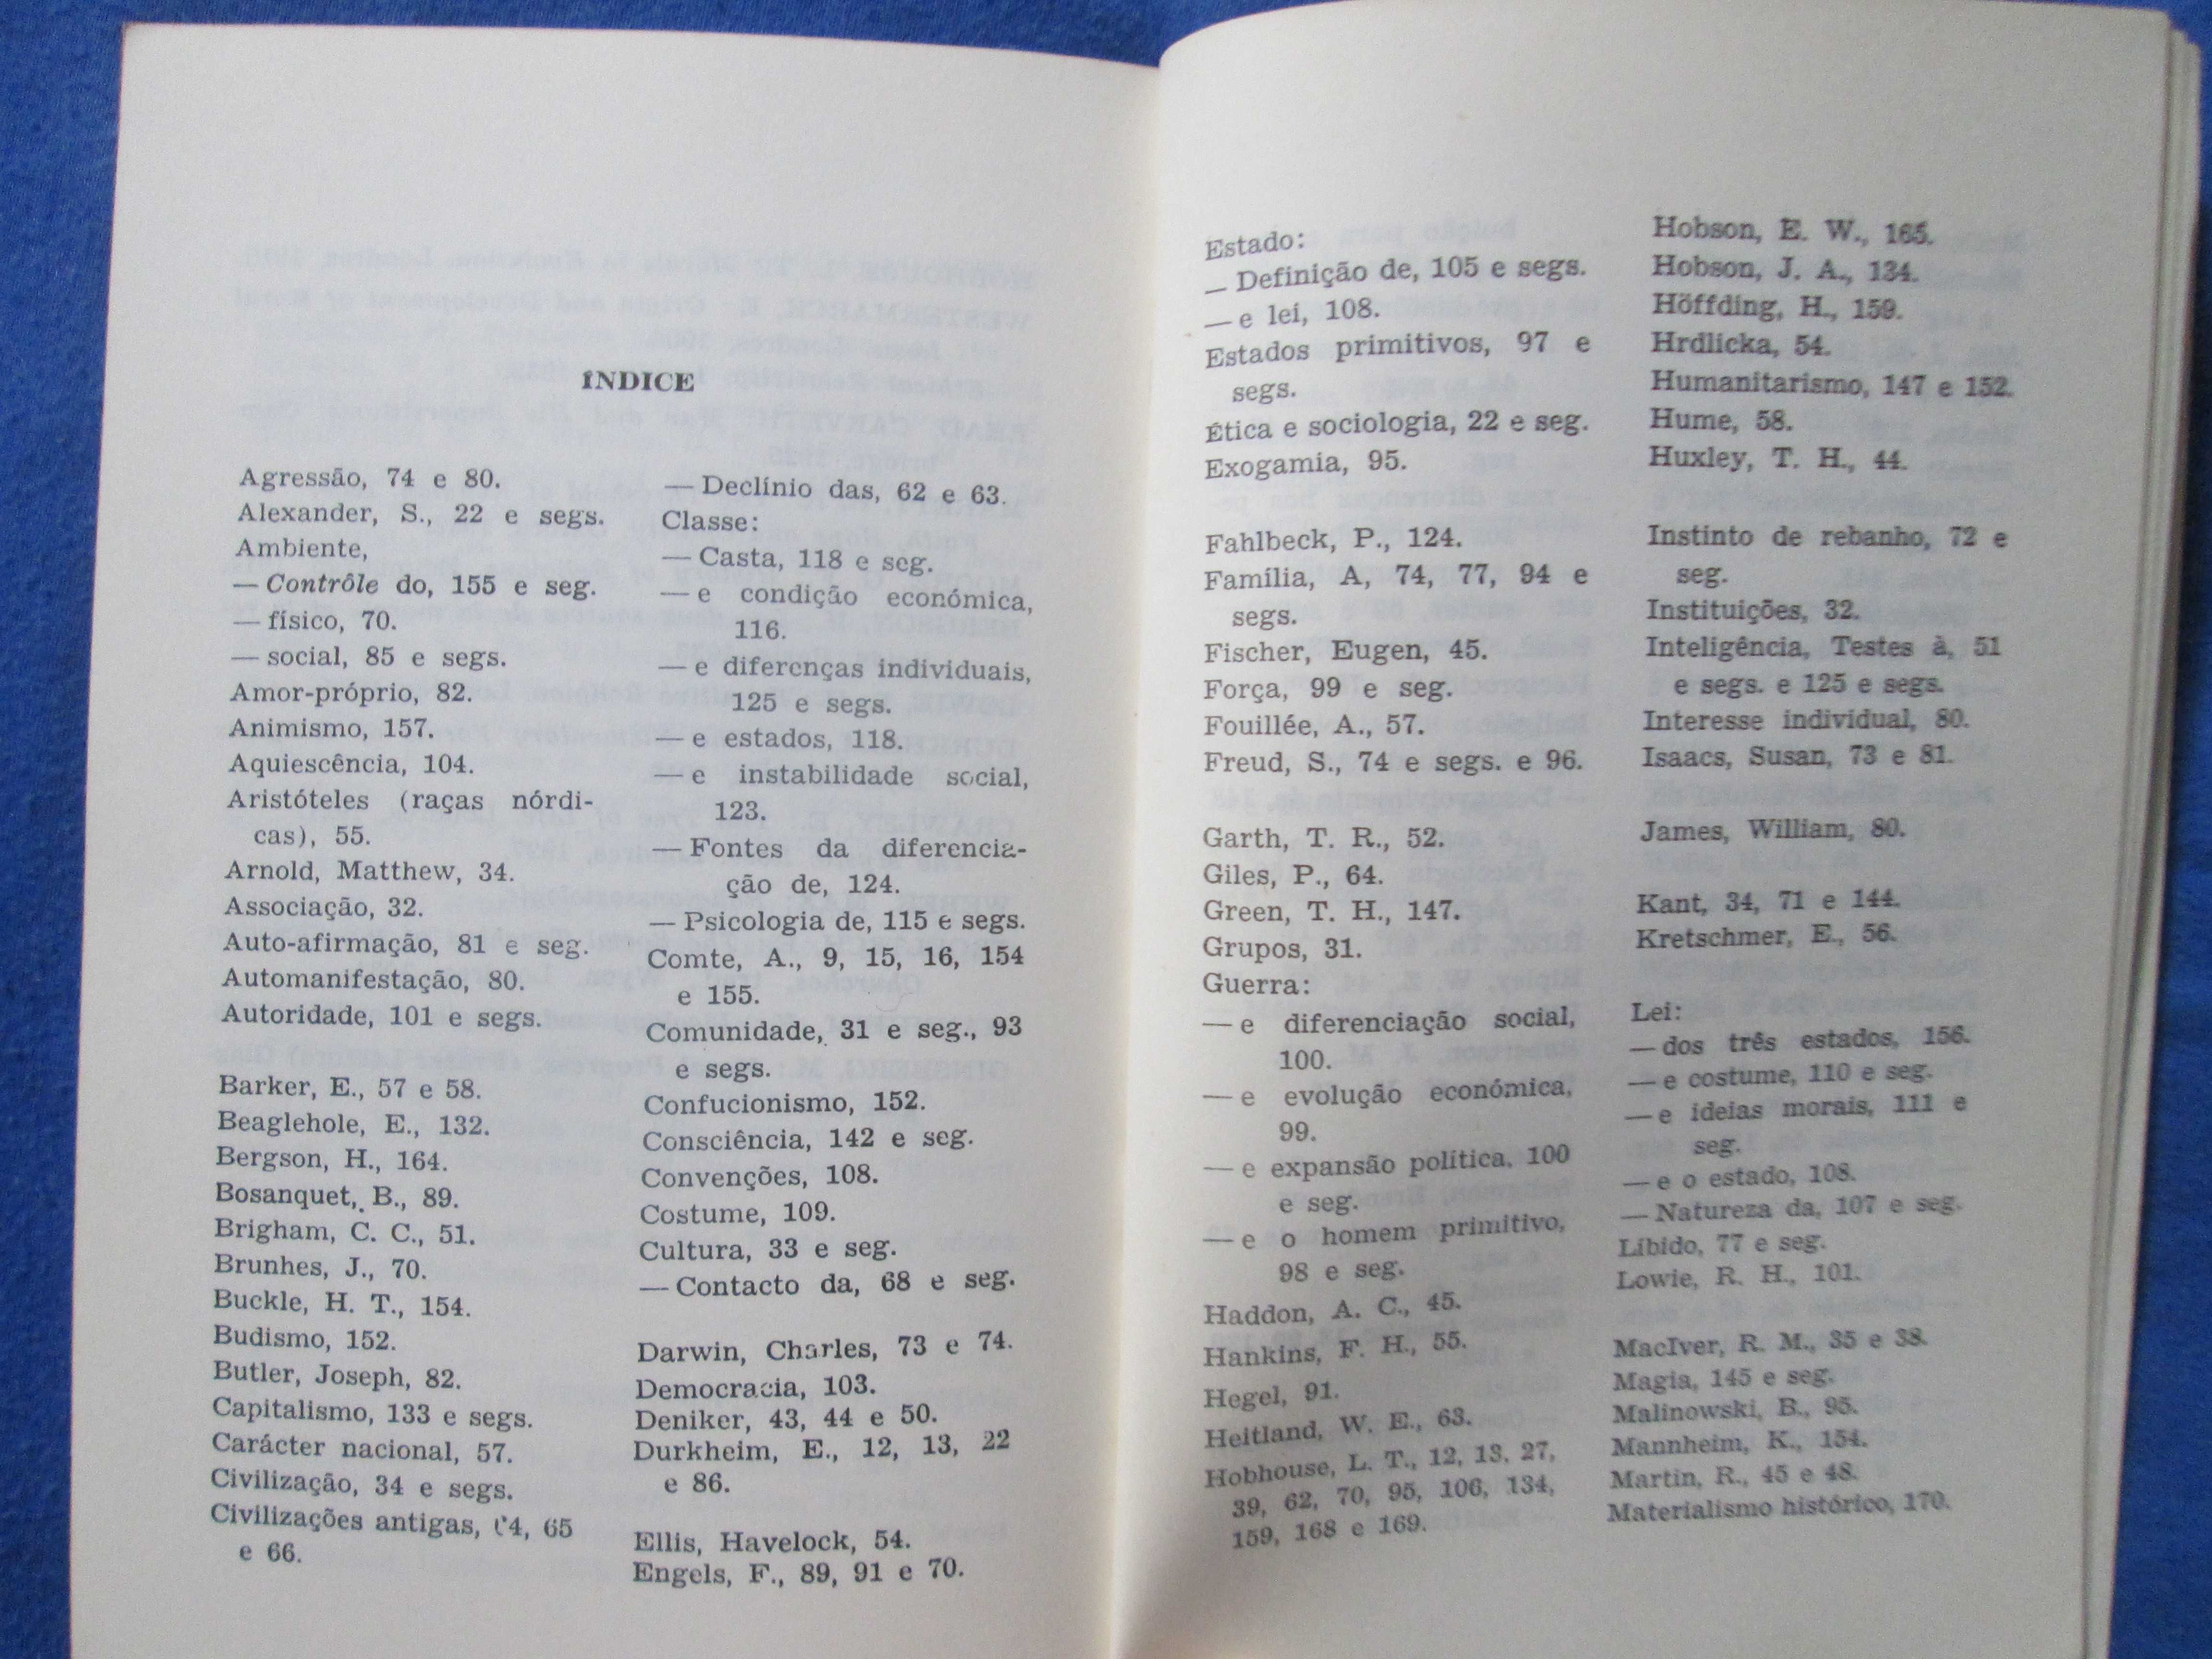 ÍNDICE
Agressão, 74 e 80.
Alexander, S., 22 e segs.
Ambiente,
— Contrôle do, 155 e seg.
— físico, 70.
— social, 85 e segs.
Amor-próprio, 82.
Animismo, 157.
Aquiescência, 104.
Aristóteles (raças nórdi-
cas), 55.
Arnold, Matthew, 34.
Associação, 32.
Auto-afirmação, 81 e seg.
Automanifestação, 80.
Autoridade, 101 e segs.
Barker, E., 57 e 58.
Beaglehole, E., 132.
Bergson, H., 164.
Bosanquet, B., 89.
Brigham, C. C., 51.
Brunhes, J., 70.
Buckle, H. T., 154.
Budismo, 152.
Butler, Joseph, 82.
Capitalismo, 133 e segs.
Carácter nacional, 57.
Civilização, 34 e segs.
Civilizações antigas, 64, 65
e 66.
— Declínio das, 62 e 63.
Classe:
— Casta, 118 e seg.
— e condição económica,
116.
— e diferenças individuais,
125 e segs.
— e estados, 118.
— e instabilidade social,
123.
— Fontes da diferencia-
ção de, 124.
— Psicologia de, 115 e segs.
Comte, A., 9, 15, 16, 154
e 155.
Comunidade, 31 e seg., 93
e segs.
Confucionismo, 152.
Consciência, 142 e seg.
Convenções, 108.
Costume, 109.
Cultura, 33 e seg.
— Contacto da, 68 e seg.
Darwin, Charles, 73 e 74.
Democracia, 103.
Deniker, 43, 44 e 50.
Durkheim, E., 12, 13, 22
e 86.
Ellis, Havelock, 54.
Engels, F., 89, 91 e 70.
Estado:
— Definição de, 105 e segs.
— e lei, 108.
Estados primitivos, 97 e
segs.
Ética e sociologia, 22 e seg.
Exogamia, 95.
Fahlbeck, P., 124.
Família, A, 74, 77, 94 e
segs.
Fischer, Eugen, 45.
Força, 99 e seg.
Fouillée, A., 57.
Freud, S., 74 e segs. e 96.
Garth, T. R., 52.
Giles, P., 64.
Green, T. H., 147.
Grupos, 31.
Guerra:
— e diferenciação social,
100.
— e evolução económica,
99.
— e expansão política, 100
e seg.
— e o homem primitivo,
98 e seg.
Haddon, A. C., 45.
Hankins, F. H., 55.
Hegel, 91.
Heitland, W. E., 63.
Hobhouse, L. T., 12, 13, 27,
39, 62, 70, 95, 106, 134,
159, 168 e 169.
Hobson, E. W., 165.
Hobson, J. A., 134.
Höffding, H., 159.
Hrdlicka, 54.
Humanitarismo, 147 e 152.
Hume, 58.
Huxley, T. H., 44.
Instinto de rebanho, 72 e
seg.
Instituições, 32.
Inteligência, Testes à, 51
e segs. e 125 e segs.
Interesse individual, 80.
Isaacs, Susan, 73 e 81.
James, William, 80.
Kant, 34, 71 e 144.
Kretschmer, E., 56.
Lei:
— dos três estados, 156.
— e costume, 110 e seg.
— e ideias morais, 111 e
seg.
— e o estado, 108.
— Natureza da, 107 e seg.
Líbido, 77 e seg.
Lowie, R. H., 101.
MacIver, R. M., 35 e 38.
Magia, 145 e seg.
Malinowski, B., 95.
Mannheim, K., 154.
Martin, R., 45 e 48.
Materialismo histórico, 170.